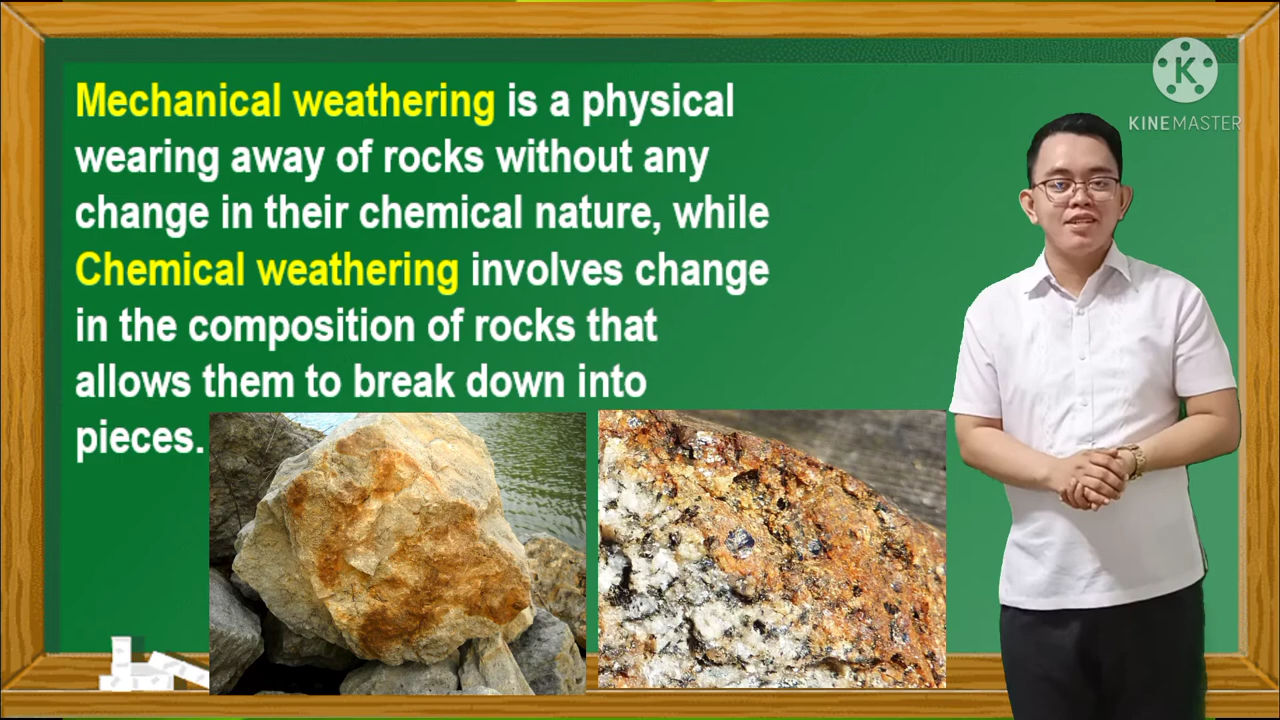 Mechanical weathering is a physical
wearing away of rocks without any
change in their chemical nature, while
Chemical weathering involves change
in the composition of rocks that
allows them to break down into
pieces.
K
KINEMASTER